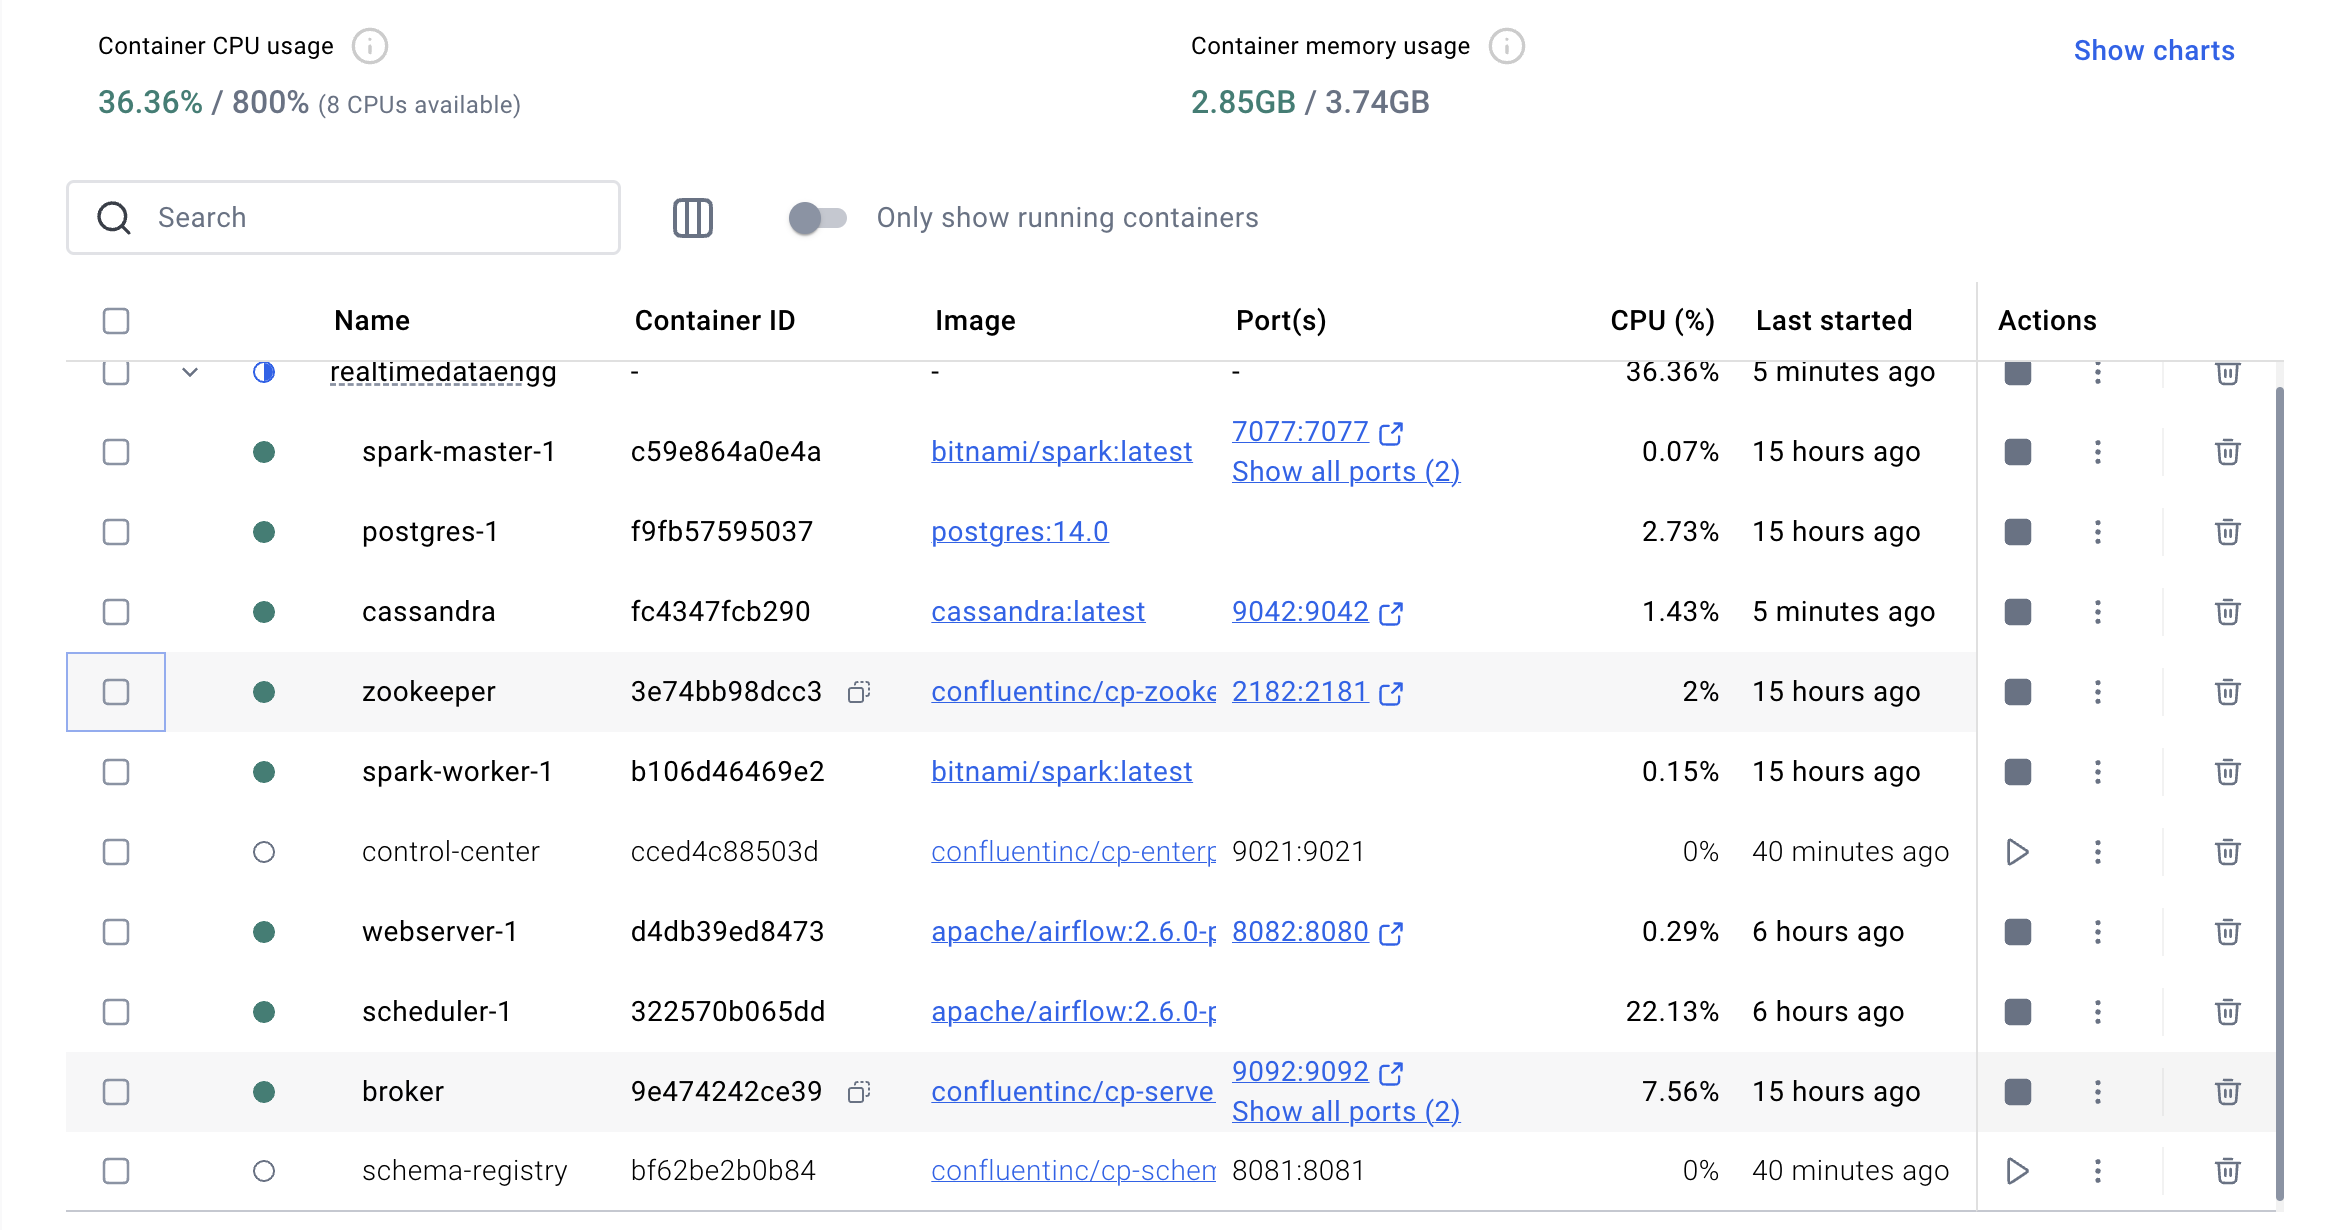 Container CPU usage
36.36% / 800% (8 CPUs available)
Container memory usage
2.85GB / 3.74GB
Show charts
Search
Only show running containers
Name Container ID Image Port(s) CPU (%) Last started Actions
realtimedataengg - - - 36.36% 5 minutes ago
spark-master-1 c59e864a0e4a bitnami/spark:latest 7077:7077 Show all ports (2) 0.07% 15 hours ago
postgres-1 f9fb57595037 postgres:14.0 2.73% 15 hours ago
cassandra fc4347fcb290 cassandra:latest 9042:9042 1.43% 5 minutes ago
zookeeper 3e74bb98dcc3 confluentinc/cp-zooke 2182:2181 2% 15 hours ago
spark-worker-1 b106d46469e2 bitnami/spark:latest 0.15% 15 hours ago
control-center cced4c88503d confluentinc/cp-enterp 9021:9021 0% 40 minutes ago
webserver-1 d4db39ed8473 apache/airflow:2.6.0-p 8082:8080 0.29% 6 hours ago
scheduler-1 322570b065dd apache/airflow:2.6.0-p 22.13% 6 hours ago
broker 9e474242ce39 confluentinc/cp-serve 9092:9092 Show all ports (2) 7.56% 15 hours ago
schema-registry bf62be2b0b84 confluentinc/cp-schem 8081:8081 0% 40 minutes ago